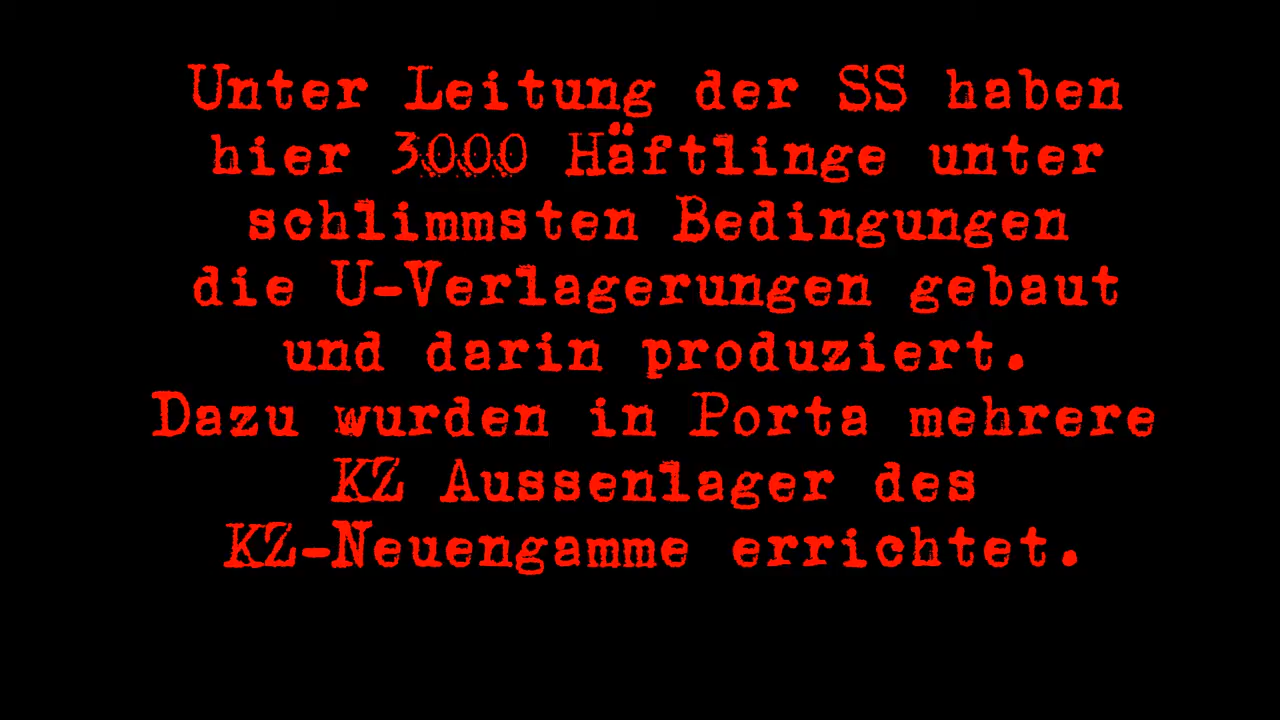 Unter Leitung der SS haben
hier 3000 Häftlinge unter
schlimmsten Bedingungen
die U-Verlagerungen gebaut
und darin produziert.
Dazu wurden in Porta mehrere
KZ Aussenlager des
KZ-Neuengamme errichtet.